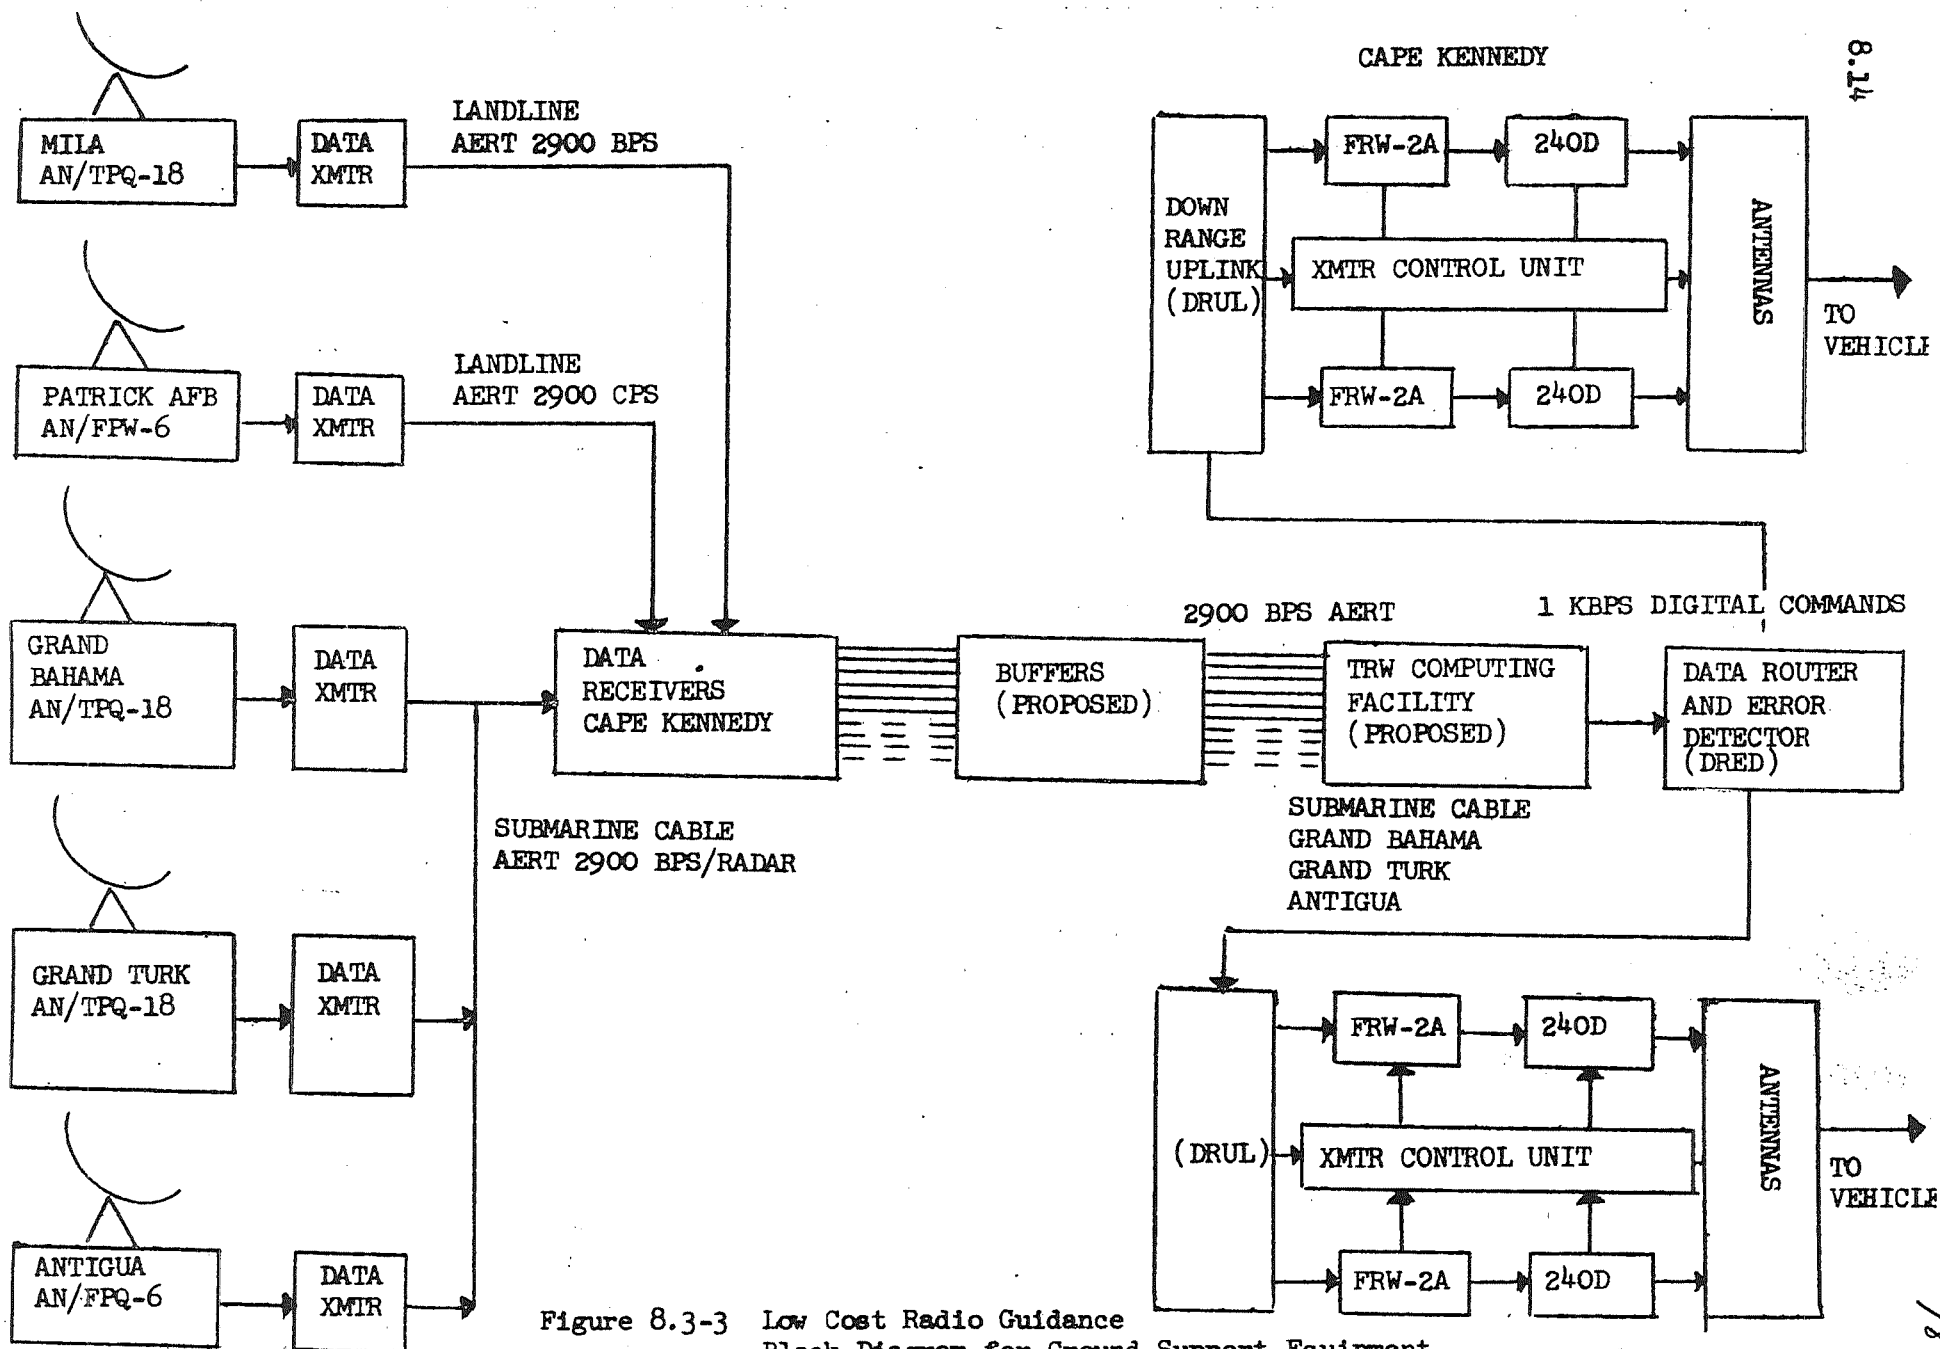 8.14
CAPE KENNEDY
MILA
AN/TPQ-18
DATA
XMTR
LANDLINE
AERT 2900 BPS
PATRICK AFB
AN/FPW-6
DATA
XMTR
LANDLINE
AERT 2900 CPS
GRAND
BAHAMA
AN/TPQ-18
DATA
XMTR
GRAND TURK
AN/TPQ-18
DATA
XMTR
ANTIGUA
AN/FPQ-6
DATA
XMTR
SUBMARINE CABLE
AERT 2900 BPS/RADAR
DATA
RECEIVERS
CAPE KENNEDY
BUFFERS
(PROPOSED)
2900 BPS AERT
TRW COMPUTING
FACILITY
(PROPOSED)
1 KBPS DIGITAL COMMANDS
DATA ROUTER
AND ERROR
DETECTOR
(DRED)
DOWN
RANGE
UPLINK
(DRUL)
FRW-2A
240D
XMTR CONTROL UNIT
FRW-2A
240D
ANTENNAS
TO
VEHICLE
SUBMARINE CABLE
GRAND BAHAMA
GRAND TURK
ANTIGUA
(DRUL)
FRW-2A
240D
XMTR CONTROL UNIT
FRW-2A
240D
ANTENNAS
TO
VEHICLE
Figure 8.3-3 Low Cost Radio Guidance
Block Diagram for Ground Support Equipment